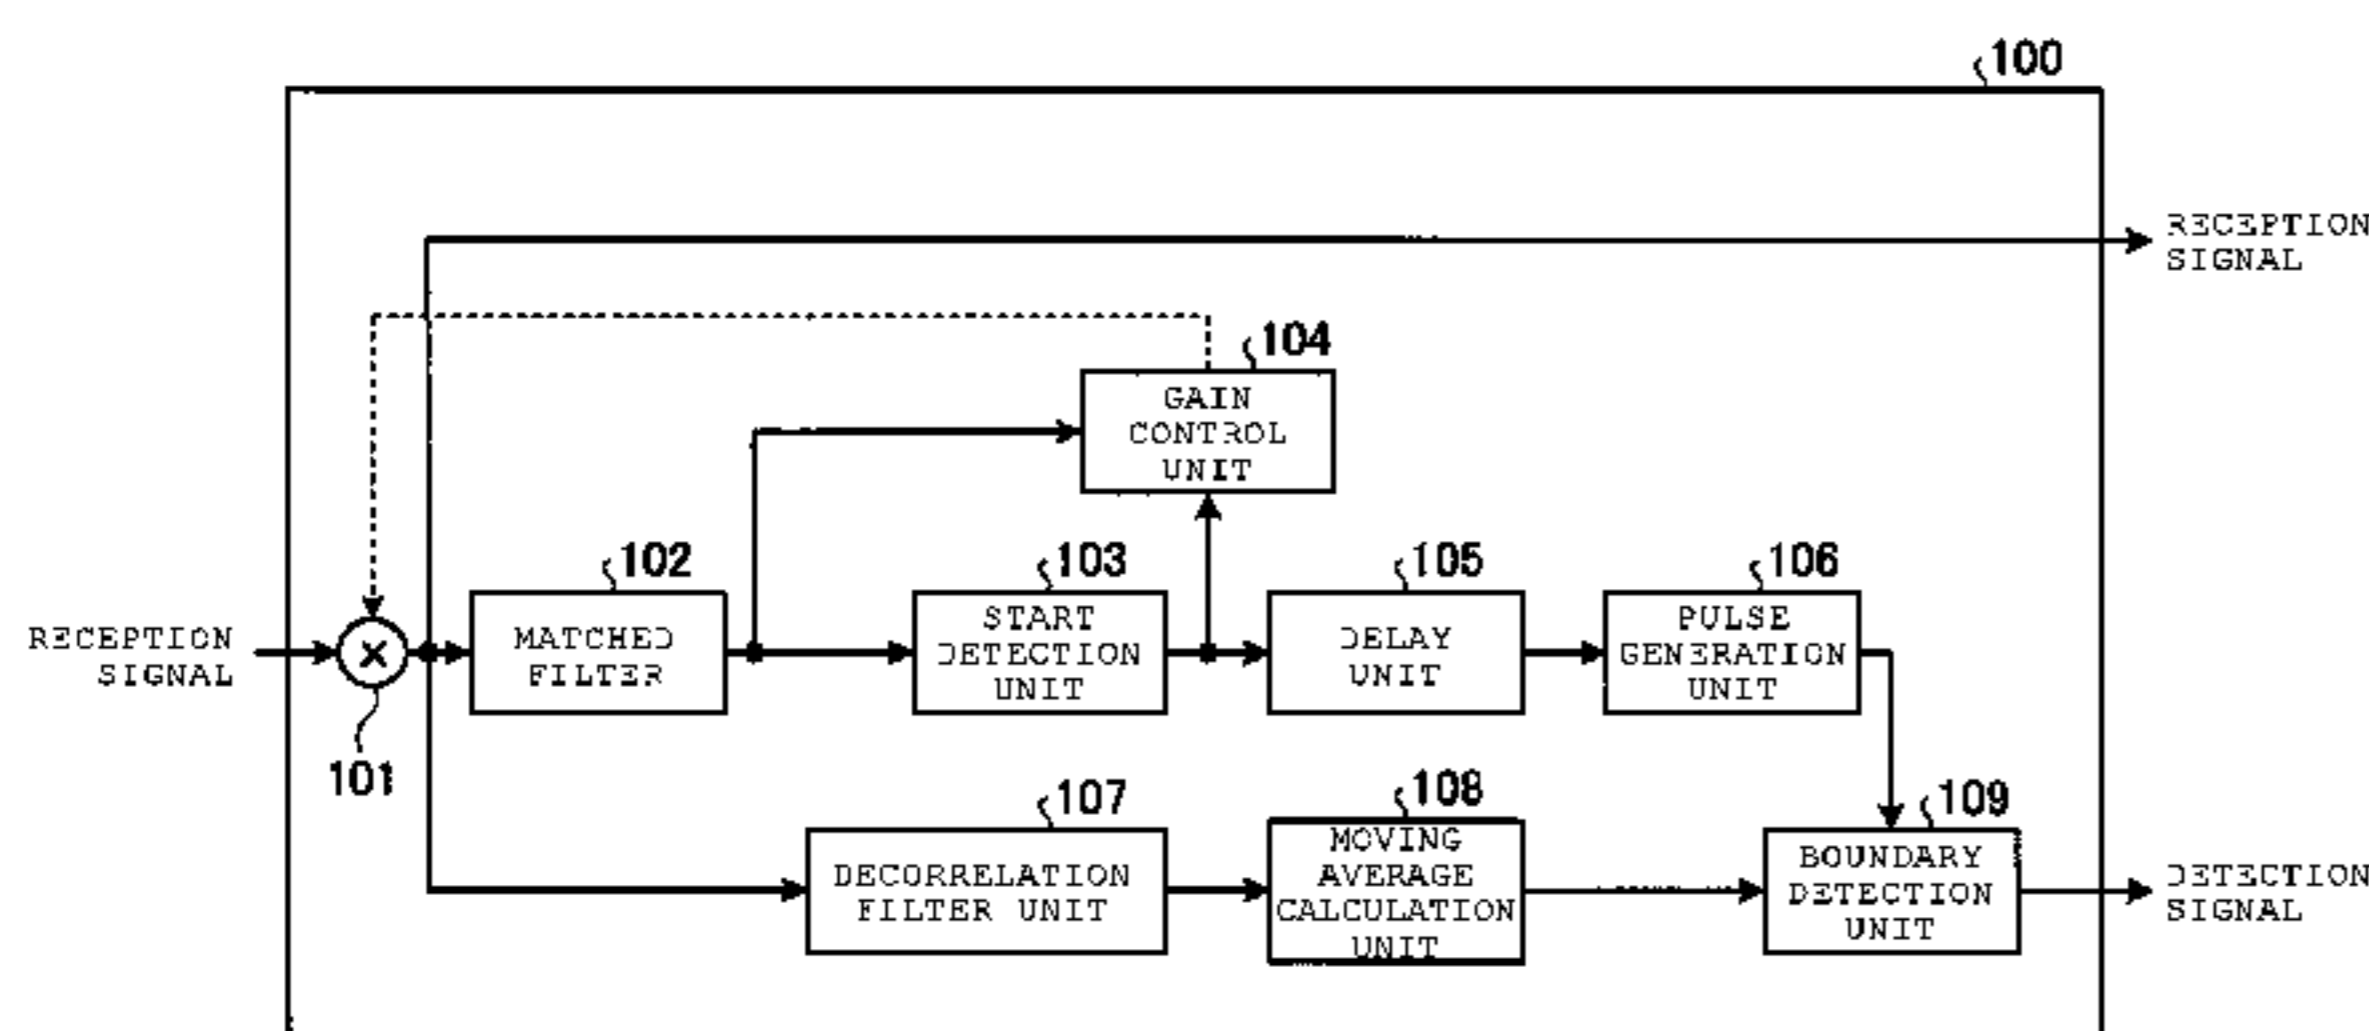 100
RECEPTION
SIGNAL
104
GAIN
CONTROL
UNIT
102
103
105
106
RECEPTION
SIGNAL
MATCHED
FILTER
START
DETECTION
UNIT
DELAY
UNIT
PULSE
GENERATION
UNIT
101
107
108
109
DECORRELATION
FILTER UNIT
MOVING
AVERAGE
CALCULATION
UNIT
BOUNDARY
DETECTION
UNIT
DETECTION
SIGNAL